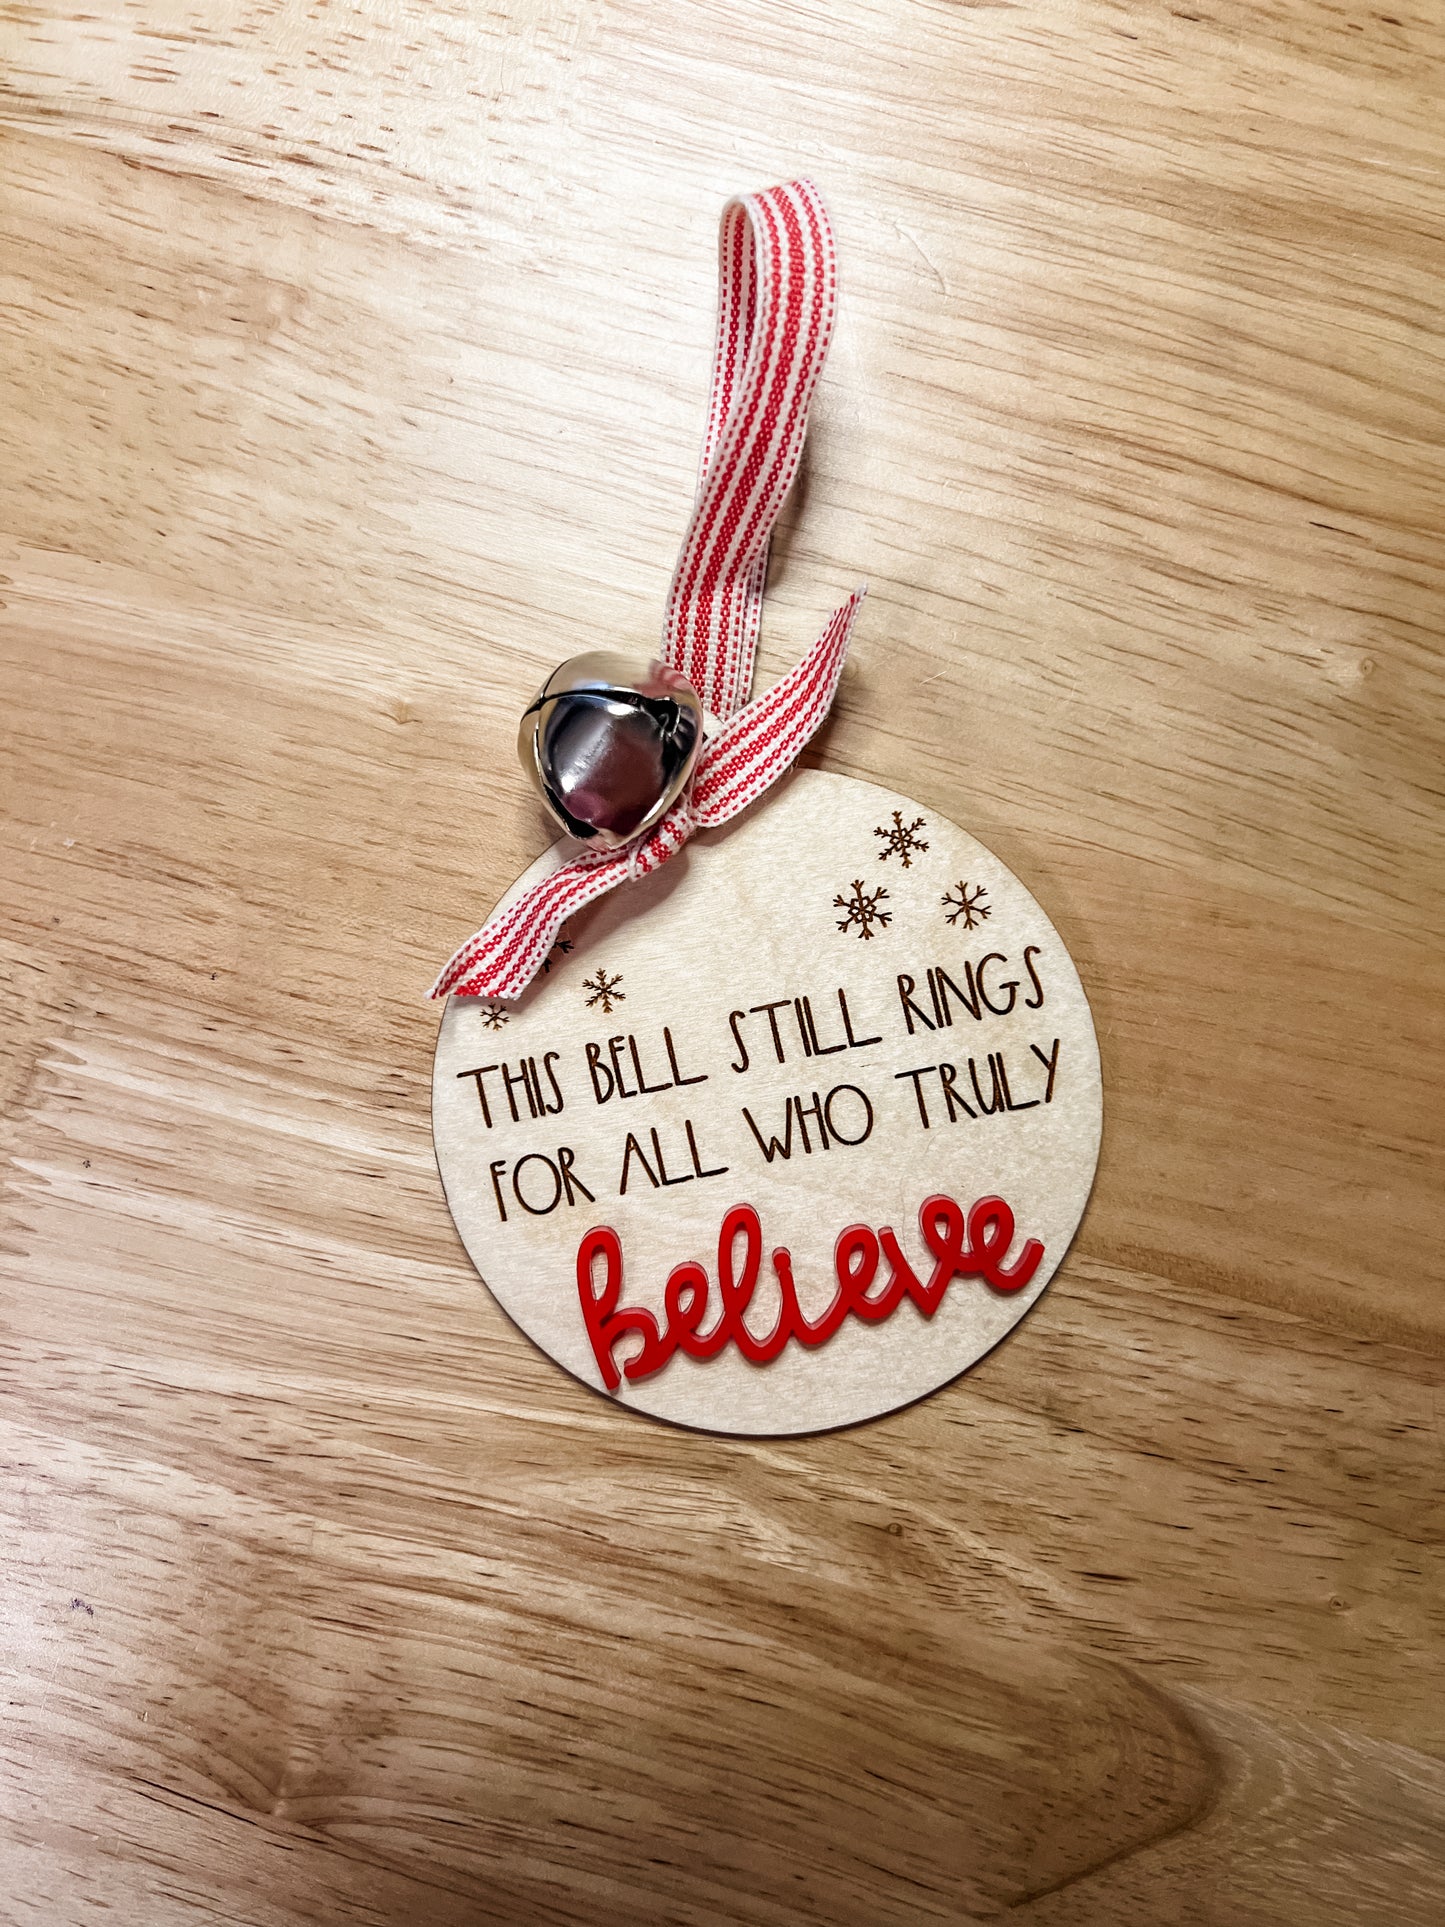 THIS BELL STILL RINGS
FOR ALL WHO TRULY
believe